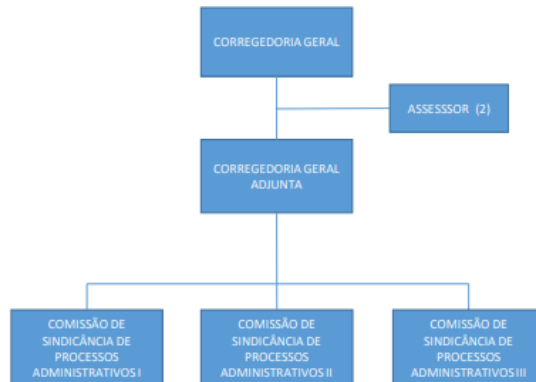 CORREGEDORIA GERAL
ASSESSSOR (2)
CORREGEDORIA GERAL
ADJUNTA
COMISSÃO DE
SINDICÂNCIA DE
PROCESSOS
ADMINISTRATIVOS I
COMISSÃO DE
SINDICÂNCIA DE
PROCESSOS
ADMINISTRATIVOS II
COMISSÃO DE
SINDICÂNCIA DE
PROCESSOS
ADMINISTRATIVOS III